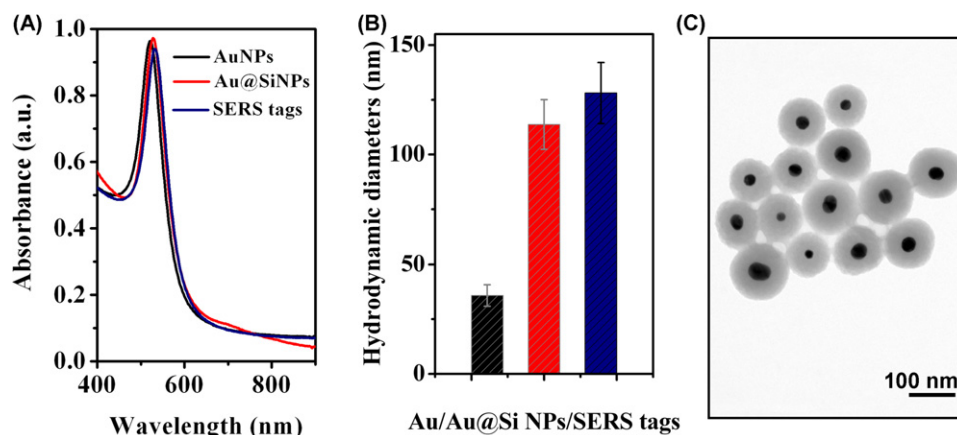 (A)
1.0
0.8
0.6
0.4
0.2
0.0
Absorbance (a.u.)
AuNPs
Au@SiNPs
SERS tags
400 600 800
Wavelength (nm)
(B)
150
100
50
0
Hydrodynamic diameters (nm)
Au/Au@Si NPs/SERS tags
(C)
100 nm